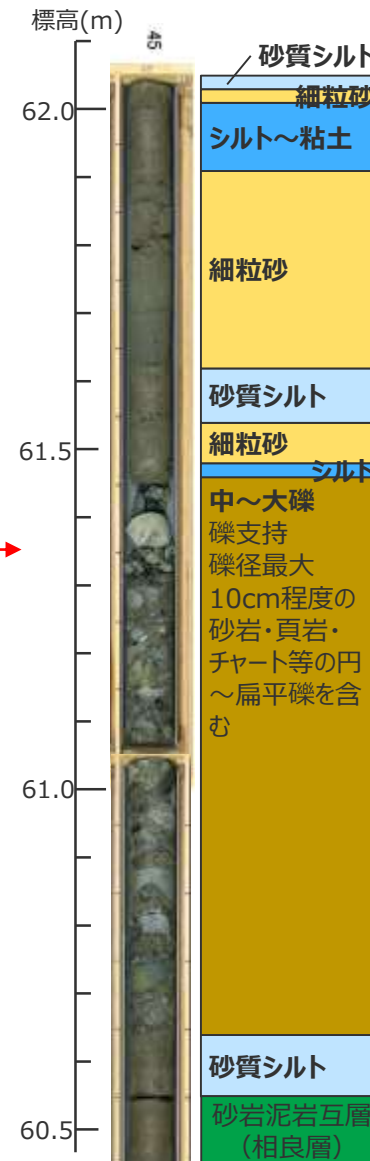 標高(m)
45
砂質シルト
62.0
細粒砂
シルト～粘土
細粒砂
砂質シルト
61.5
細粒砂
シルト
中～大礫
礫支持
礫径最大
10cm程度の
砂岩・頁岩・
チャート等の円
～扁平礫を含
む
61.0
砂質シルト
60.5
砂岩泥岩互層
（相良層）